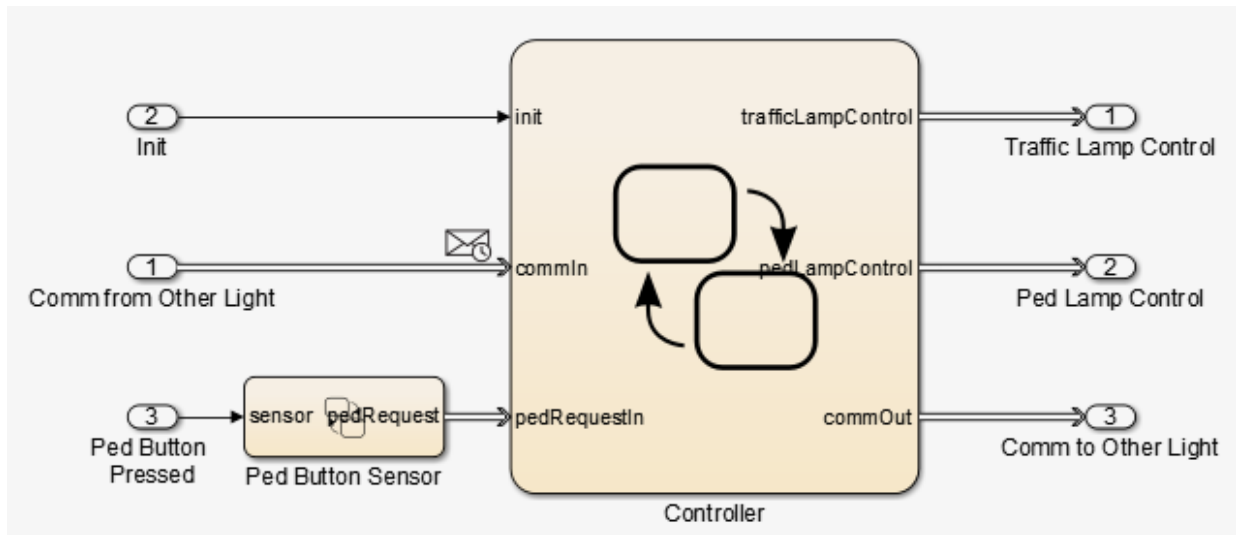 2
Init
init
trafficLampControl
1
Traffic Lamp Control
1
Comm from Other Light
commIn
pedLampControl
2
Ped Lamp Control
3
Ped Button
Pressed
sensor pedRequest
Ped Button Sensor
pedRequestIn
commOut
3
Comm to Other Light
Controller